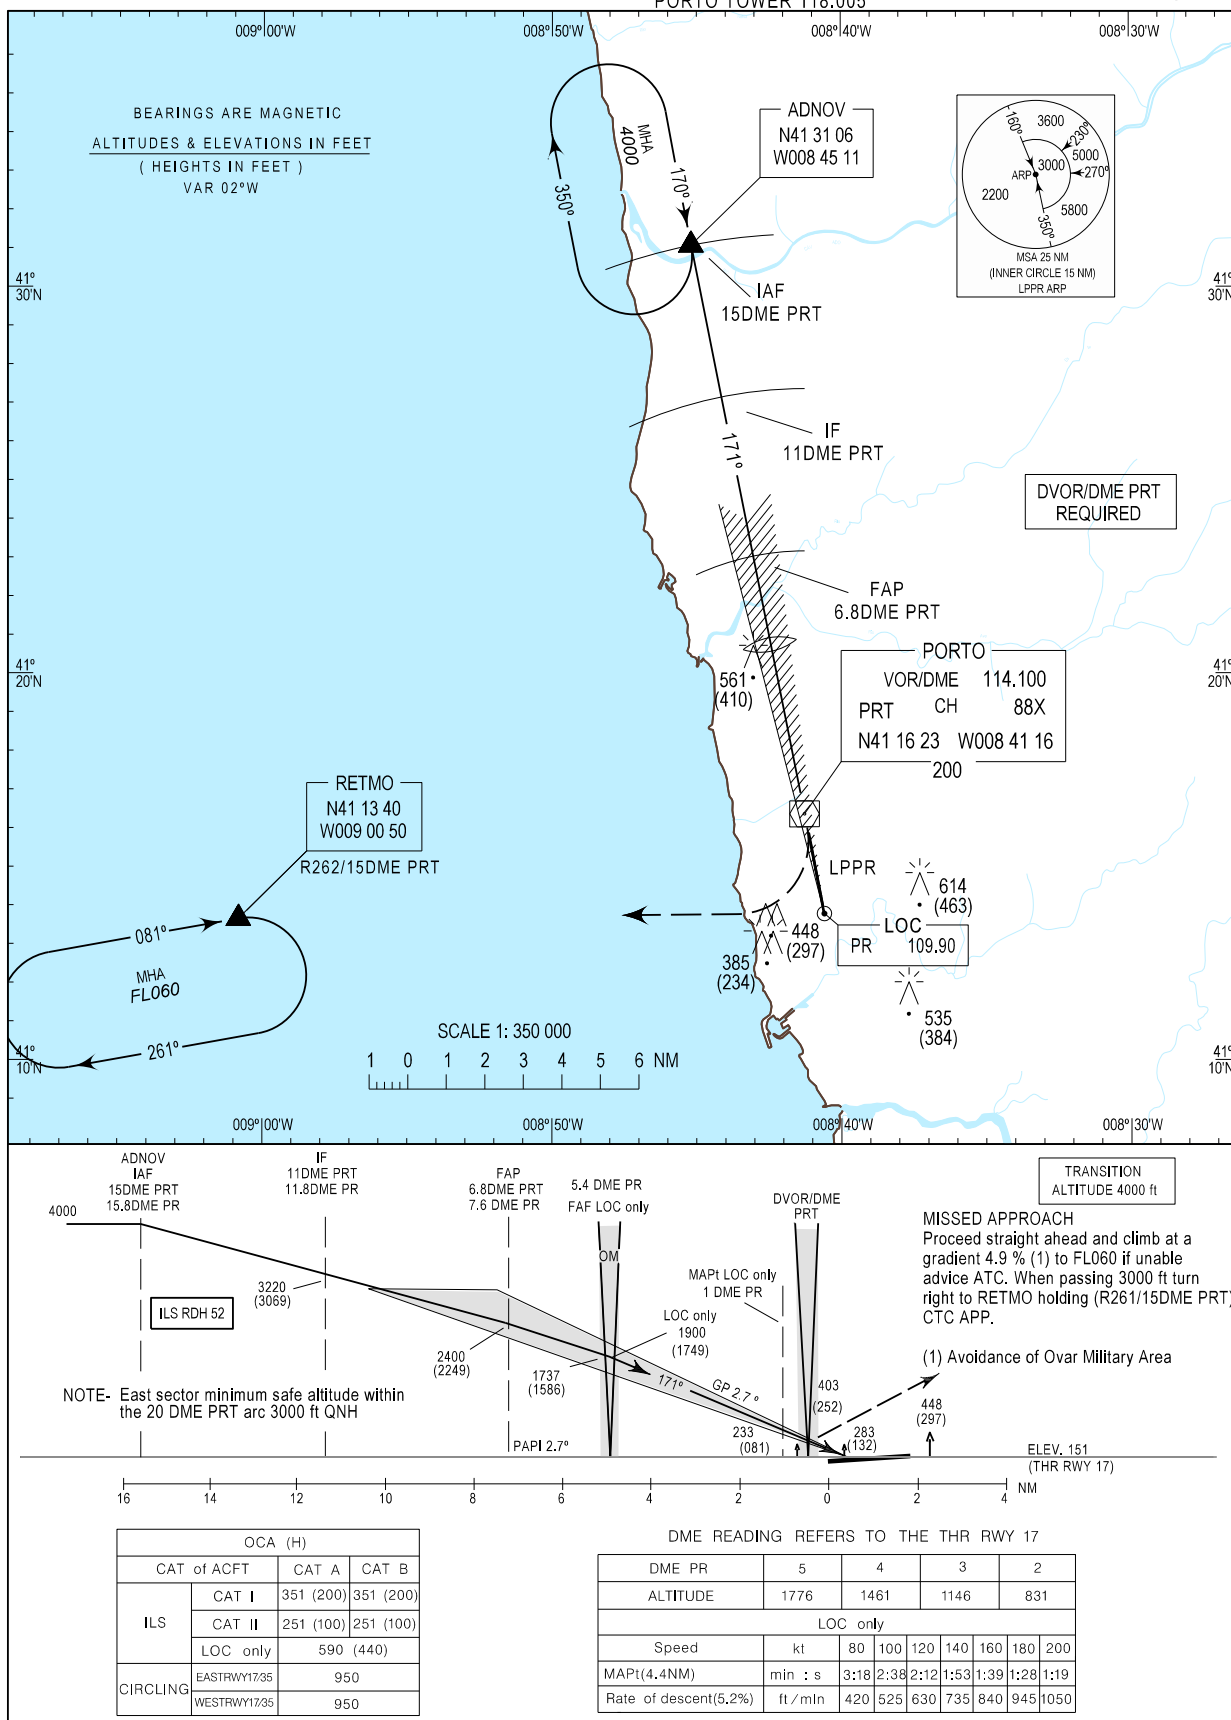 PORTO TOWER 118.005
009°00'W
008°50'W
008°40'W
008°30'W
BEARINGS ARE MAGNETIC
ALTITUDES & ELEVATIONS IN FEET
( HEIGHTS IN FEET )
VAR 02°W
MHA
4000
350°
170°
ADNOV
N41 31 06
W008 45 11
160°
3600
230°
5000
270°
3000
ARP
2200
5800
350°
MSA 25 NM
(INNER CIRCLE 15 NM)
LPPR ARP
41°
30'N
41°
30'N
IAF
15DME PRT
IF
11DME PRT
171°
DVOR/DME PRT
REQUIRED
FAP
6.8DME PRT
41°
20'N
41°
20'N
561
(410)
PORTO
VOR/DME 114.100
PRT CH 88X
N41 16 23 W008 41 16
200
RETMO
N41 13 40
W009 00 50
R262/15DME PRT
LPPR
614
(463)
LOC
PR 109.90
448
(297)
385
(234)
535
(384)
081°
MHA
FL060
261°
SCALE 1: 350 000
1 0 1 2 3 4 5 6 NM
41°
10'N
41°
10'N
009°00'W
008°50'W
008°40'W
008°30'W
ADNOV
IAF
15DME PRT
15.8DME PR
IF
11DME PRT
11.8DME PR
FAP
6.8DME PRT
7.6 DME PR
5.4 DME PR
FAF LOC only
DVOR/DME
PRT
TRANSITION
ALTITUDE 4000 ft
4000
OM
MAPt LOC only
1 DME PR
MISSED APPROACH
Proceed straight ahead and climb at a
gradient 4.9 % (1) to FL060 if unable
advice ATC. When passing 3000 ft turn
right to RETMO holding (R261/15DME PRT)
CTC APP.
(1) Avoidance of Ovar Military Area
3220
(3069)
ILS RDH 52
LOC only
1900
(1749)
2400
(2249)
1737
(1586)
171°
GP 2.7°
403
(252)
448
(297)
NOTE- East sector minimum safe altitude within
the 20 DME PRT arc 3000 ft QNH
PAPI 2.7°
233
(081)
283
(132)
ELEV. 151
(THR RWY 17)
16 14 12 10 8 6 4 2 0 2 4 NM
OCA (H)
CAT of ACFT CAT A CAT B
ILS
CAT I 351 (200) 351 (200)
CAT II 251 (100) 251 (100)
LOC only 590 (440)
CIRCLING
EASTRWY17/35 950
WESTRWY17/35 950
DME READING REFERS TO THE THR RWY 17
DME PR 5 4 3 2
ALTITUDE 1776 1461 1146 831
LOC only
Speed kt 80 100 120 140 160 180 200
MAPt(4.4NM) min : s 3:18 2:38 2:12 1:53 1:39 1:28 1:19
Rate of descent(5.2%) ft/min 420 525 630 735 840 945 1050